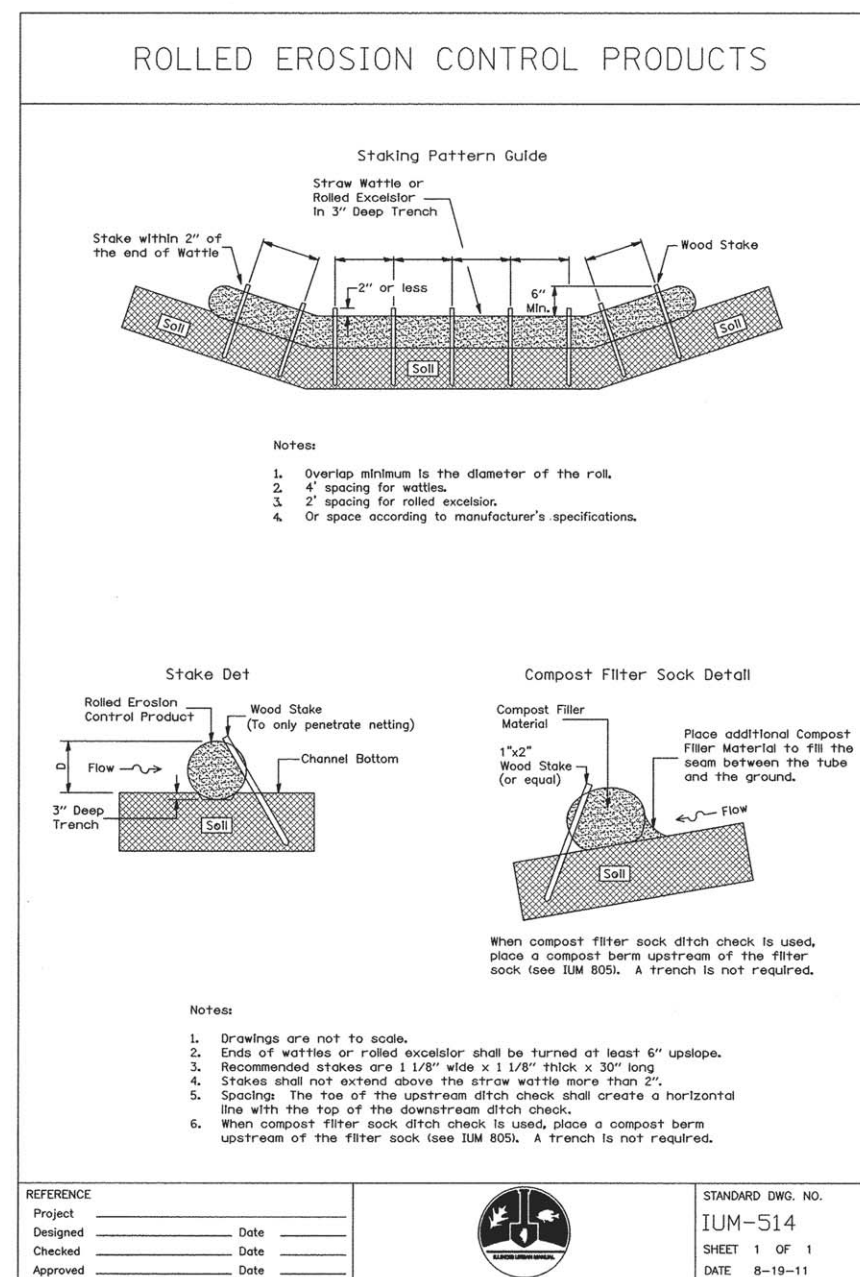 ROLLED EROSION CONTROL PRODUCTS
Staking Pattern Guide
Straw Wattle or
Rolled Excelsior
in 3" Deep Trench
Stake within 2" of
the end of Wattle
Wood Stake
2" or less
6"
Min.
Soil
Soil
Soil
Notes:
1. Overlap minimum is the diameter of the roll.
2. 4' spacing for wattles.
3. 2' spacing for rolled excelsior.
4. Or space according to manufacturer's specifications.
Stake Det
Rolled Erosion
Control Product
Wood Stake
(To only penetrate netting)
Channel Bottom
D
Flow
3" Deep
Trench
Soil
Compost Filter Sock Detail
Compost Filler
Material
1"x2"
Wood Stake
(or equal)
Place additional Compost
Filler Material to fill the
seam between the tube
and the ground.
Flow
Soil
When compost filter sock ditch check is used,
place a compost berm upstream of the filter
sock (see IUM 805). A trench is not required.
Notes:
1. Drawings are not to scale.
2. Ends of wattles or rolled excelsior shall be turned at least 6" upslope.
3. Recommended stakes are 1 1/8" wide x 1 1/8" thick x 30" long
4. Stakes shall not extend above the straw wattle more than 2".
5. Spacing: The toe of the upstream ditch check shall create a horizontal
line with the top of the downstream ditch check.
6. When compost filter sock ditch check is used, place a compost berm
upstream of the filter sock (see IUM 805). A trench is not required.
REFERENCE
Project
Designed Date
Checked Date
Approved Date
ILLINOIS URBAN MANUAL
STANDARD DWG. NO.
IUM-514
SHEET 1 OF 1
DATE 8-19-11